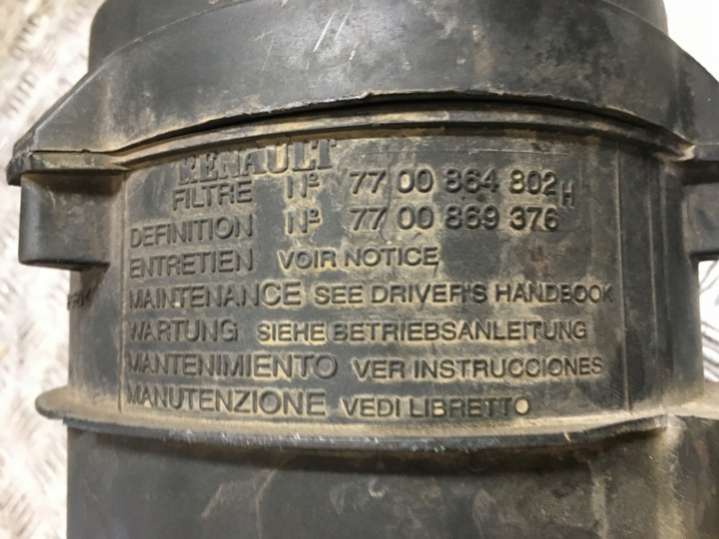 RENAULT
FILTRE Nº 77 00 864 802 H
DEFINITION Nº 77 00 869 376
ENTRETIEN VOIR NOTICE
MAINTENANCE SEE DRIVER'S HANDBOOK
WARTUNG SIEHE BETRIEBSANLEITUNG
MANTENIMIENTO VER INSTRUCCIONES
MANUTENZIONE VEDI LIBRETTO